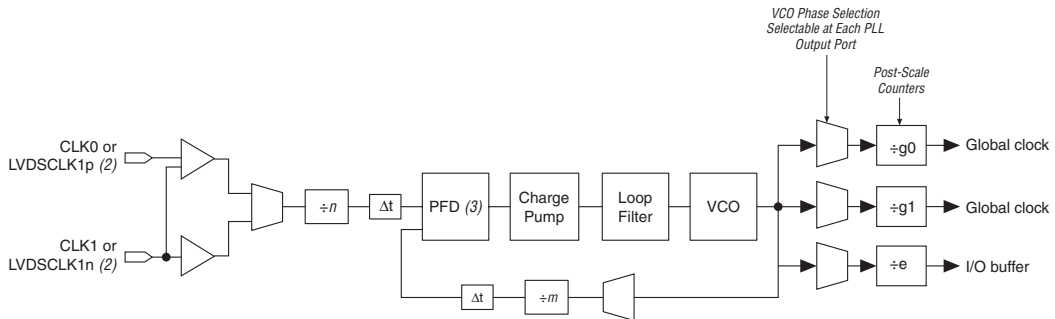 VCO Phase Selection
Selectable at Each PLL
Output Port
Post-Scale
Counters
CLK0 or
LVDSCLK1p (2)
÷g0
Global clock
÷n
Δt
PFD (3)
Charge
Pump
Loop
Filter
VCO
÷g1
Global clock
CLK1 or
LVDSCLK1n (2)
÷e
I/O buffer
Δt
÷m